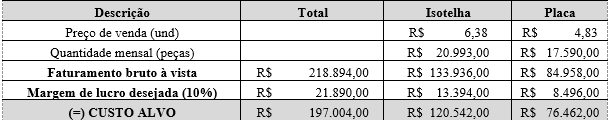 Descrição Total Isotelha Placa
Preço de venda (und) R$ 6,38 R$ 4,83
Quantidade mensal (peças) R$ 20.993,00 R$ 17.590,00
Faturamento bruto à vista R$ 218.894,00 R$ 133.936,00 R$ 84.958,00
Margem de lucro desejada (10%) R$ 21.890,00 R$ 13.394,00 R$ 8.496,00
(=) CUSTO ALVO R$ 197.004,00 R$ 120.542,00 R$ 76.462,00